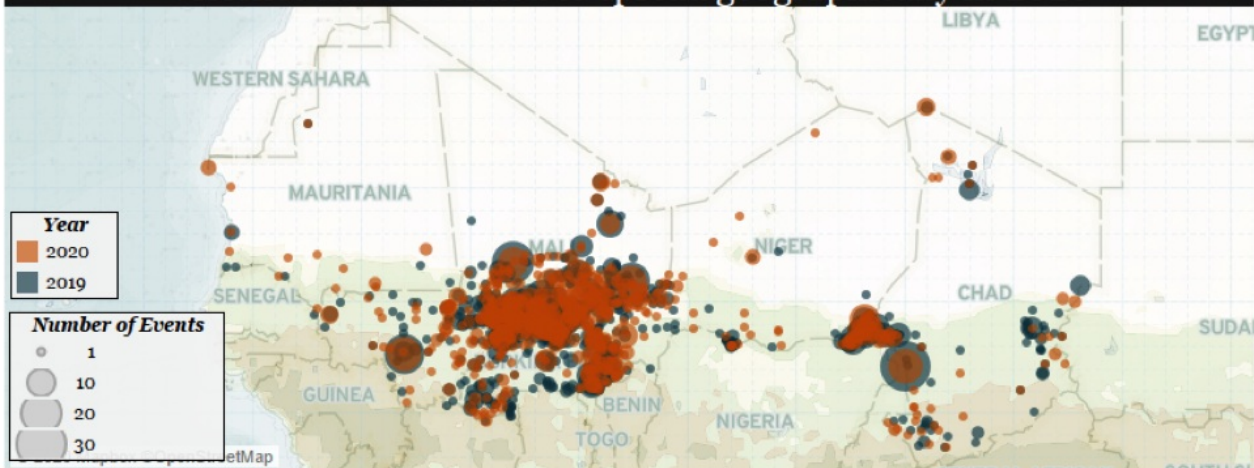 LIBYA
EGYPT
WESTERN SAHARA
MAURITANIA
Year
2020
2019
MALI
NIGER
SENEGAL
CHAD
SUDA
Number of Events
1
10
20
30
GUINEA
BENIN
NIGERIA
TOGO
OpenStreetMap